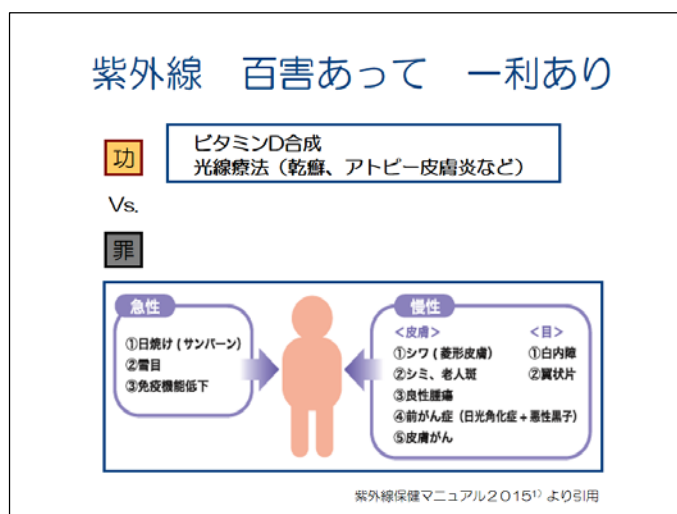 紫外線 百害あって 一利あり
功
ビタミンD合成
光線療法（乾癬、アトピー皮膚炎など）
Vs.
罪
急性
①日焼け(サンバーン)
②雪目
③免疫機能低下
慢性
<皮膚>
①シワ(菱形皮膚)
②シミ、老人斑
③良性腫瘍
④前がん症（日光角化症+悪性黒子）
⑤皮膚がん
<目>
①白内障
②翼状片
紫外線保健マニュアル2015¹⁾より引用